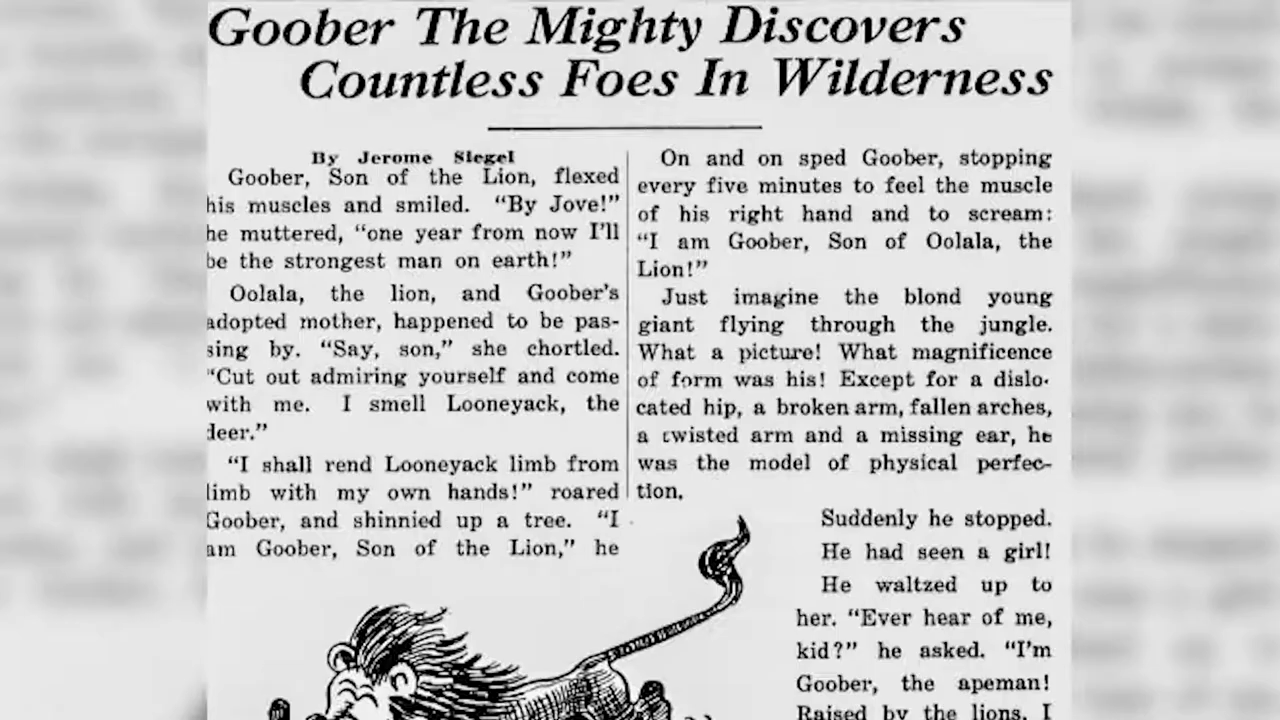 Goober The Mighty Discovers
Countless Foes In Wilderness
By Jerome Siegel
Goober, Son of the Lion, flexed
his muscles and smiled. "By Jove!"
he muttered, "one year from now I'll
be the strongest man on earth!"
Oolala, the lion, and Goober's
adopted mother, happened to be pas-
sing by. "Say, son," she chortled.
"Cut out admiring yourself and come
with me. I smell Looneyack, the
deer."
"I shall rend Looneyack limb from
limb with my own hands!" roared
Goober, and shinnied up a tree. "I
am Goober, Son of the Lion," he
On and on sped Goober, stopping
every five minutes to feel the muscle
of his right hand and to scream:
"I am Goober, Son of Oolala, the
Lion!"
Just imagine the blond young
giant flying through the jungle.
What a picture! What magnificence
of form was his! Except for a dislo-
cated hip, a broken arm, fallen arches,
a twisted arm and a missing ear, he
was the model of physical perfec-
tion.
Suddenly he stopped.
He had seen a girl!
He waltzed up to
her. "Ever hear of me,
kid?" he asked. "I'm
Goober, the apeman!
Raised by the lions, I